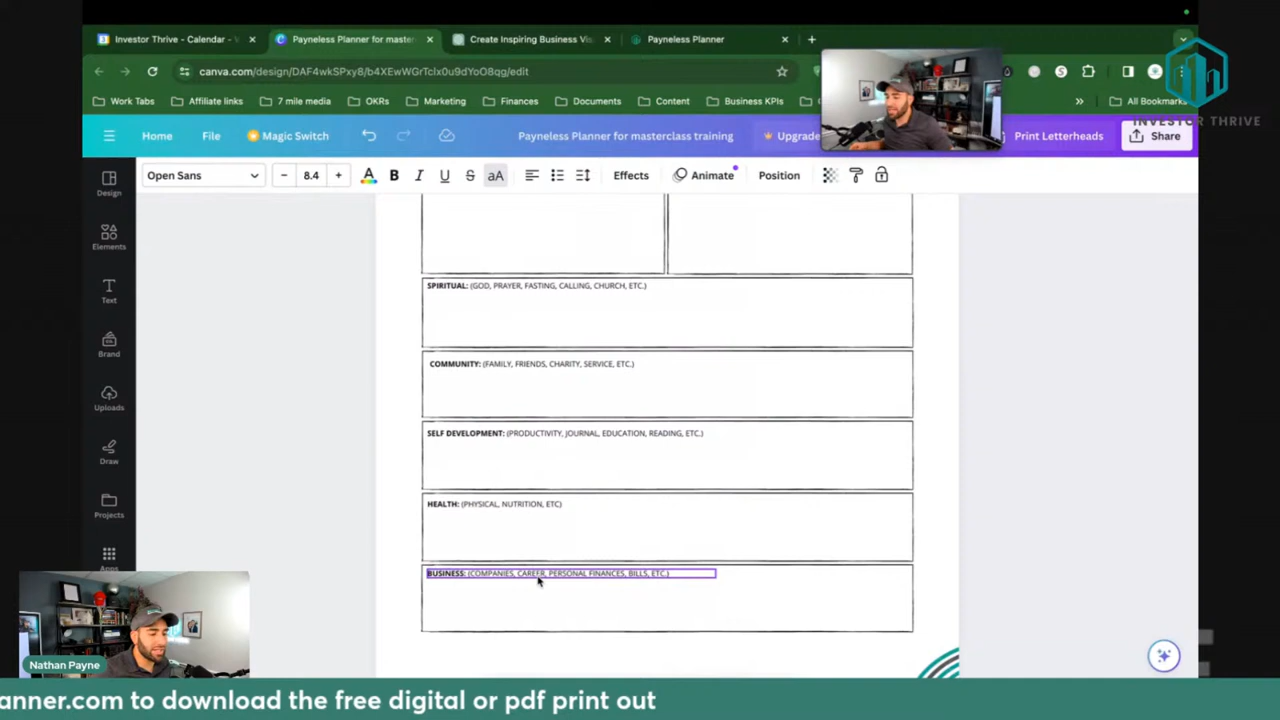 Investor Thrive - Calendar -
Payneless Planner for master
Create Inspiring Business Vis
Payneless Planner
canva.com/design/DAF4wkSPxy8/b4XEwWGrTcIx0u9dYoO8qg/edit
Work Tabs
Affiliate links
7 mile media
OKRs
Marketing
Finances
Documents
Content
Business KPIs
All Bookmarks
INVESTOR THRIVE
Home
File
Magic Switch
Payneless Planner for masterclass training
Upgrade
Print Letterheads
Share
Open Sans
8.4
A
B
I
U
S
aA
Effects
Animate
Position
Design
Elements
Text
Brand
Uploads
Draw
Projects
Apps
SPIRITUAL: (GOD, PRAYER, FASTING, CALLING, CHURCH, ETC.)
COMMUNITY: (FAMILY, FRIENDS, CHARITY, SERVICE, ETC.)
SELF DEVELOPMENT: (PRODUCTIVITY, JOURNAL, EDUCATION, READING, ETC.)
HEALTH: (PHYSICAL, NUTRITION, ETC)
BUSINESS: (COMPANIES, CAREER, PERSONAL FINANCES, BILLS, ETC.)
Nathan Payne
anner.com to download the free digital or pdf print out